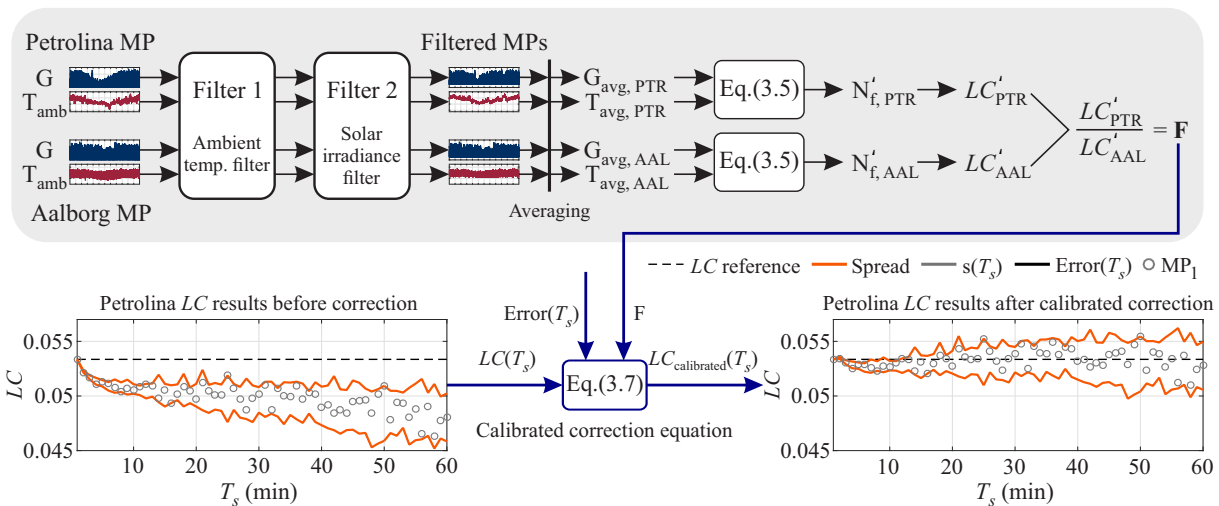 Petrolina MP
Filtered MPs
G
T_amb
G
T_amb
Aalborg MP
Filter 1
Ambient
temp. filter
Filter 2
Solar
irradiance
filter
Averaging
G_avg, PTR
T_avg, PTR
G_avg, AAL
T_avg, AAL
Eq.(3.5)
Eq.(3.5)
N'_f, PTR
N'_f, AAL
LC'_PTR
LC'_AAL
LC'_PTR
LC'_AAL
= F
LC reference
Spread
s(T_s)
Error(T_s)
MP_1
Petrolina LC results before correction
0.055
0.05
0.045
LC
10 20 30 40 50 60
T_s (min)
Error(T_s)
F
LC(T_s)
Eq.(3.7)
LC_calibrated(T_s)
Calibrated correction equation
Petrolina LC results after calibrated correction
0.055
0.05
0.045
LC
10 20 30 40 50 60
T_s (min)